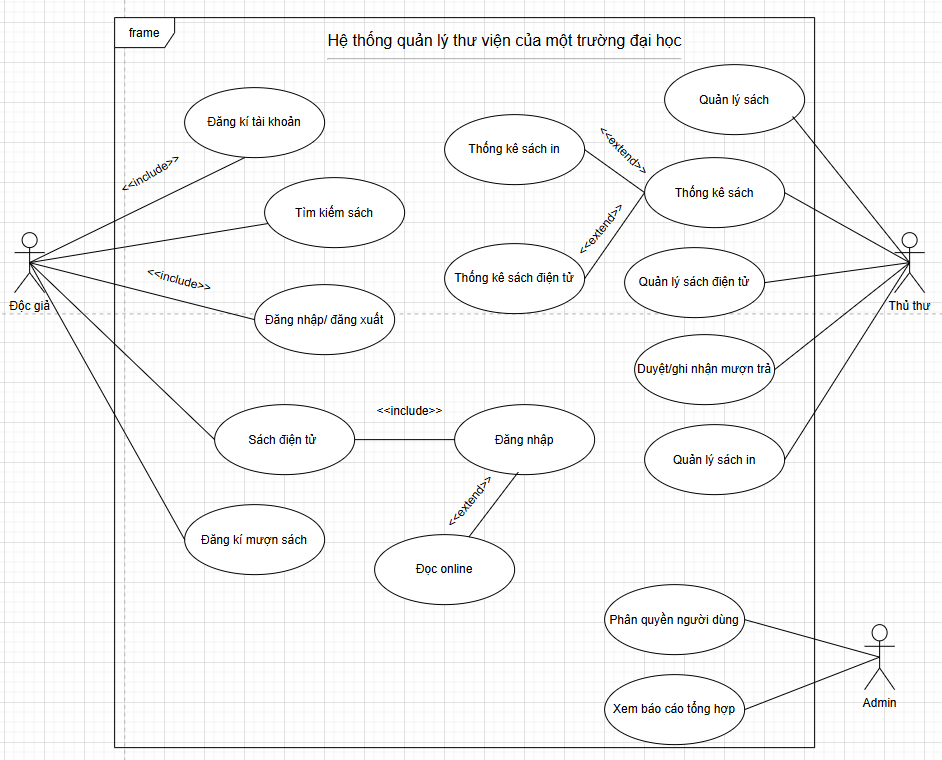 frame
Hệ thống quản lý thư viện của một trường đại học
Quản lý sách
Đăng kí tài khoản
<<extend>>
Thống kê sách in
<<include>>
Thống kê sách
Tìm kiếm sách
<<extend>>
<<include>>
Thống kê sách điện tử
Quản lý sách điện tử
Độc giả
Thủ thư
Đăng nhập/ đăng xuất
Duyệt/ghi nhận mượn trả
<<include>>
Sách điện tử
Đăng nhập
Quản lý sách in
<<extend>>
Đăng kí mượn sách
Đọc online
Phân quyền người dùng
Admin
Xem báo cáo tổng hợp